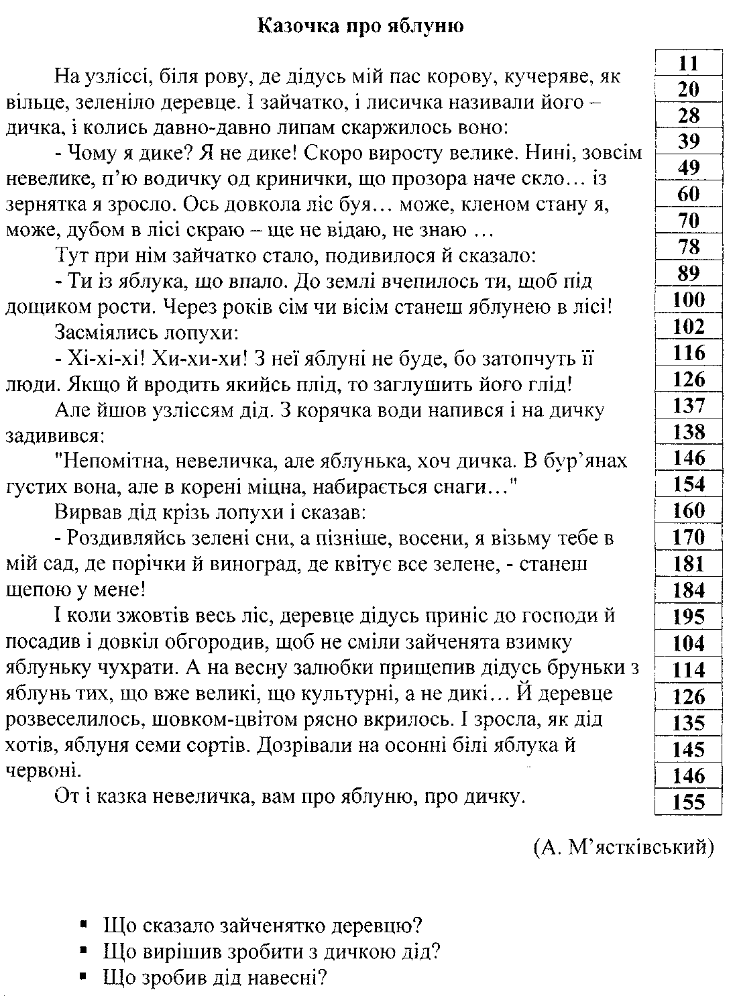 Казочка про яблуню
На узліссі, біля рову, де дідусь мій пас корову, кучеряве, як 11
вільце, зеленіло деревце. І зайчатко, і лисичка називали його – 20
дичка, і колись давно-давно липам скаржилось воно: 28
- Чому я дике? Я не дике! Скоро виросту велике. Нині, зовсім 39
невелике, п’ю водичку од кринички, що прозора наче скло... із 49
зернятка я зросло. Ось довкола ліс буя... може, кленом стану я, 60
може, дубом в лісі скраю – ще не відаю, не знаю ... 70
Тут при нім зайчатко стало, подивилося й сказало: 78
- Ти із яблука, що впало. До землі вчепилось ти, щоб під 89
дощиком рости. Через років сім чи вісім станеш яблунею в лісі! 100
Засміялись лопухи: 102
- Хі-хі-хі! Хи-хи-хи! З неї яблуні не буде, бо затопчуть її 116
люди. Якщо й вродить якийсь плід, то заглушить його глід! 126
Але йшов узліссям дід. З корячка води напився і на дичку 137
задивився: 138
"Непомітна, невеличка, але яблунька, хоч дичка. В бур’янах 146
густих вона, але в корені міцна, набирається снаги..." 154
Вирвав дід крізь лопухи і сказав: 160
- Роздивляйсь зелені сни, а пізніше, восени, я візьму тебе в 170
мій сад, де порічки й виноград, де квітує все зелене, - станеш 181
щепою у мене! 184
І коли зжовтів весь ліс, деревце дідусь приніс до господи й 195
посадив і довкіл обгородив, щоб не сміли зайченята взимку 104
яблуньку чухрати. А на весну залюбки прищепив дідусь бруньки з 114
яблунь тих, що вже великі, що культурні, а не дикі... Й деревце 126
розвеселилось, шовком-цвітом рясно вкрилось. І зросла, як дід 135
хотів, яблуня семи сортів. Дозрівали на осонні білі яблука й 145
червоні. 146
От і казка невеличка, вам про яблуню, про дичку. 155
(А. М’ястківський)
▪ Що сказало зайченятко деревцю?
▪ Що вирішив зробити з дичкою дід?
▪ Що зробив дід навесні?